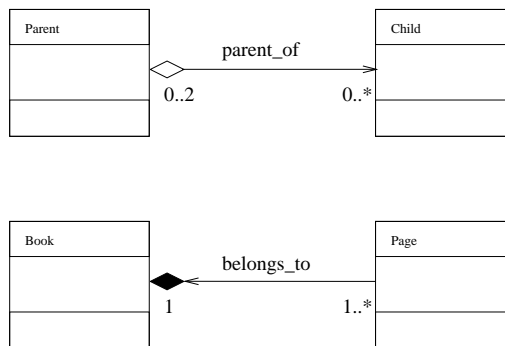 Parent
parent_of
Child
0..2
0..*
Book
belongs_to
Page
1
1..*